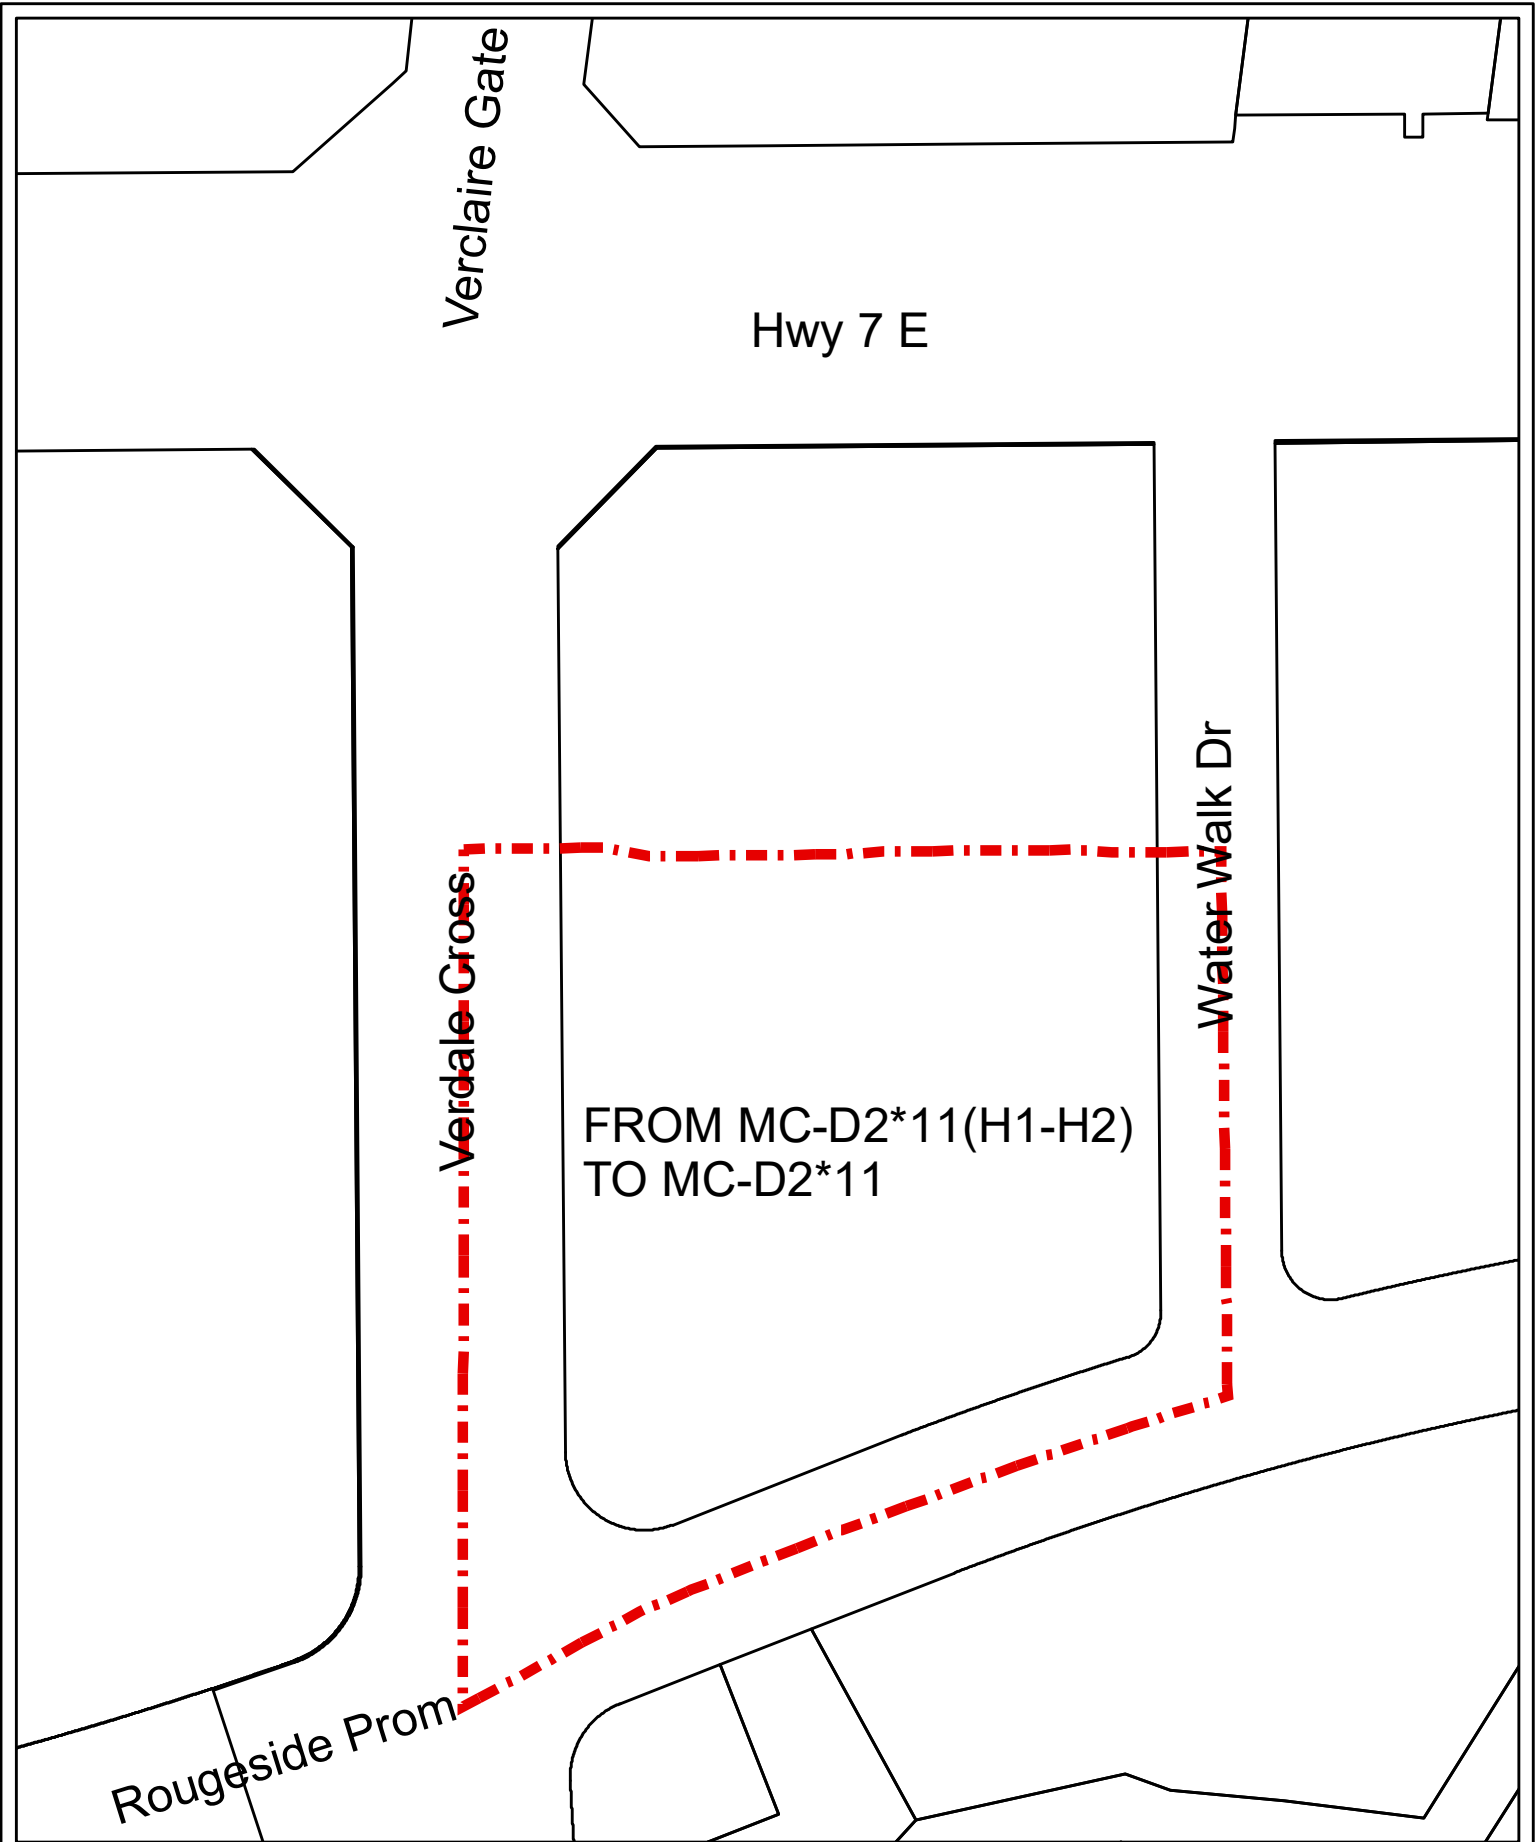 Verclaire Gate
Hwy 7 E
Water Walk Dr
Verdale Cross
FROM MC-D2*11(H1-H2)
TO MC-D2*11
Rougeside Prom